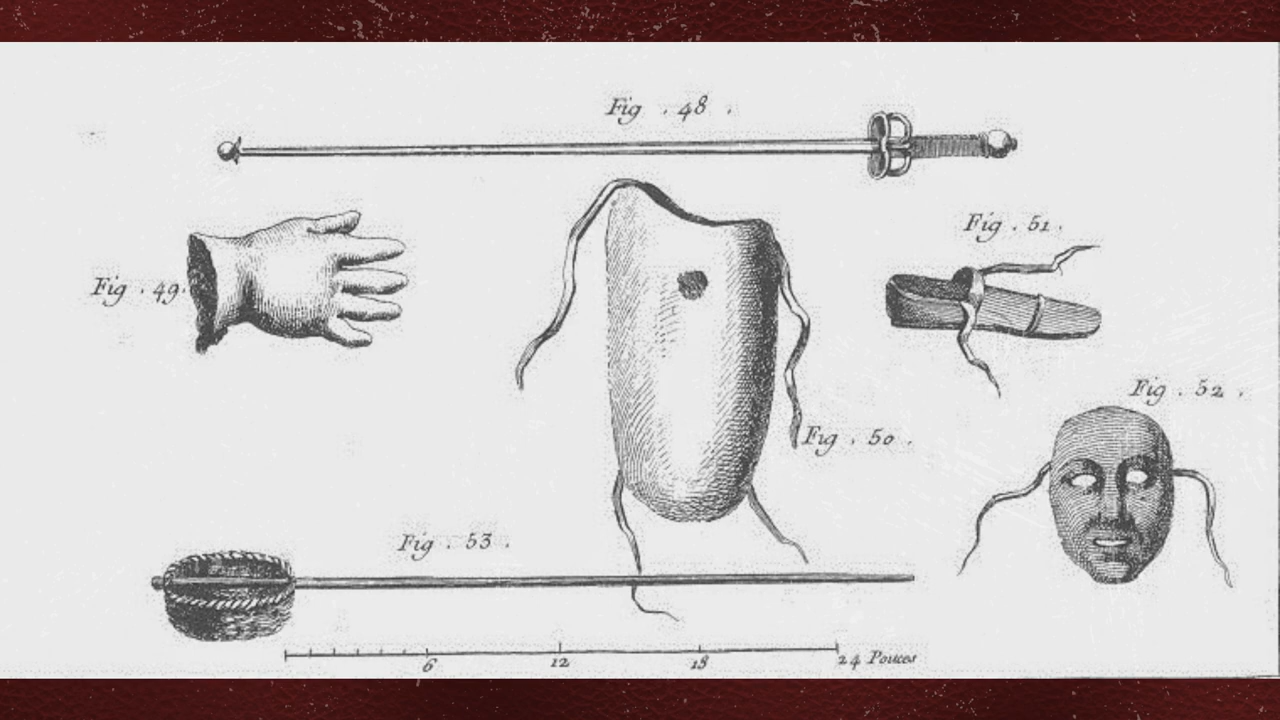 Fig . 48 .
Fig . 49 .
Fig . 51 .
Fig . 52 .
Fig . 50 .
Fig . 53 .
6 12 18 24 Pouces